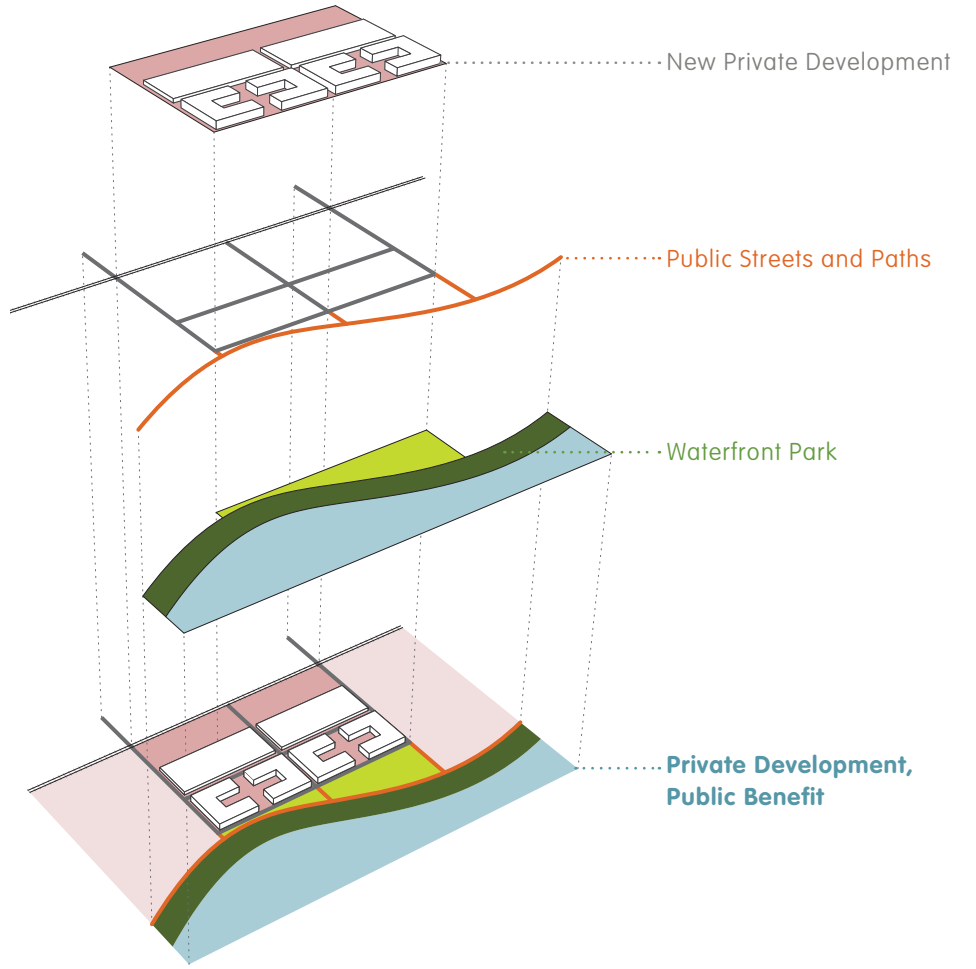 New Private Development
Public Streets and Paths
Waterfront Park
Private Development,
Public Benefit